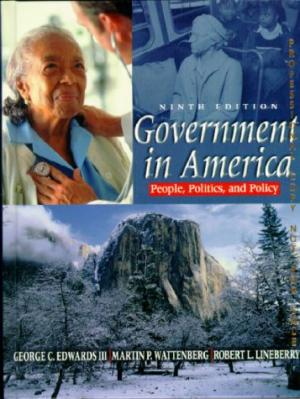 NINTH EDITION
Government
in America
People, Politics, and Policy
GEORGE C. EDWARDS III | MARTIN P. WATTENBERG | ROBERT L. LINEBERRY